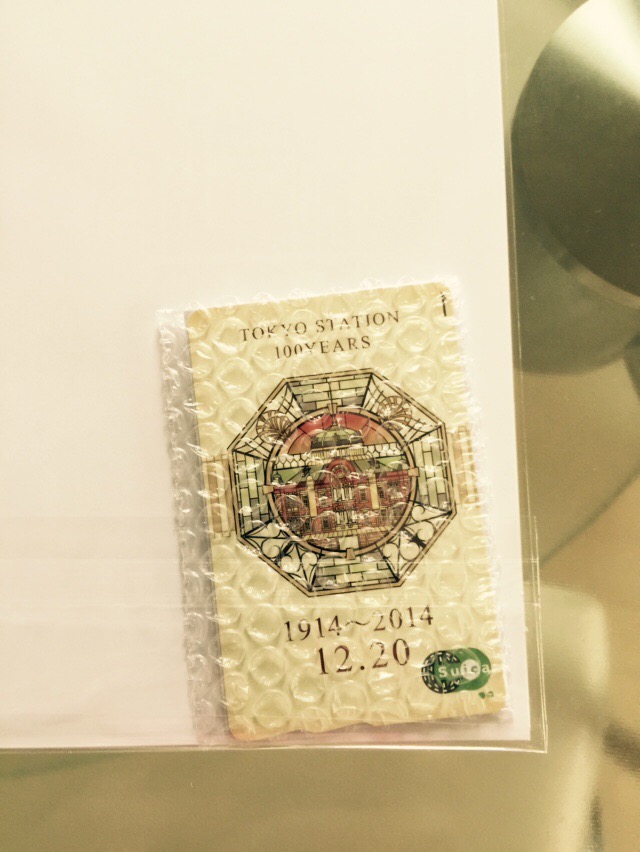 TOKYO STATION
100YEARS
1914〜2014
12.20
Suica